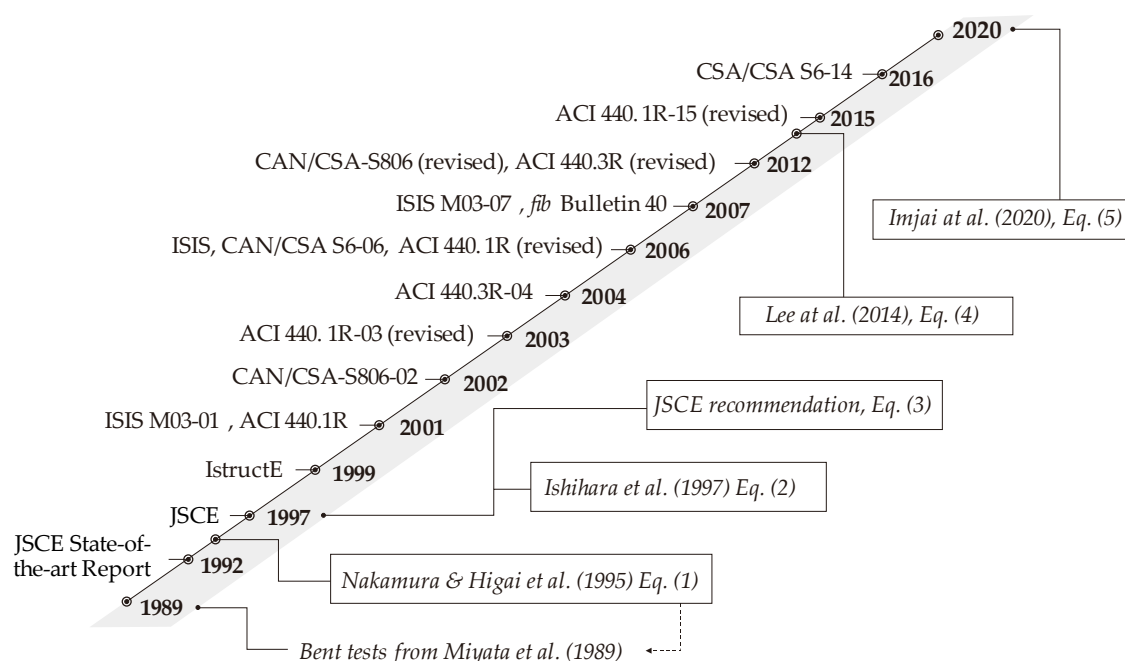 2020
CSA/CSA S6-14
2016
ACI 440. 1R-15 (revised)
2015
CAN/CSA-S806 (revised), ACI 440.3R (revised)
2012
ISIS M03-07 , fib Bulletin 40
2007
Imjai at al. (2020), Eq. (5)
ISIS, CAN/CSA S6-06, ACI 440. 1R (revised)
2006
ACI 440.3R-04
2004
Lee at al. (2014), Eq. (4)
ACI 440. 1R-03 (revised)
2003
CAN/CSA-S806-02
2002
JSCE recommendation, Eq. (3)
ISIS M03-01 , ACI 440.1R
2001
IstructE
1999
Ishihara et al. (1997) Eq. (2)
JSCE
1997
JSCE State-of-
the-art Report
1992
Nakamura & Higai et al. (1995) Eq. (1)
1989
Bent tests from Miyata et al. (1989)